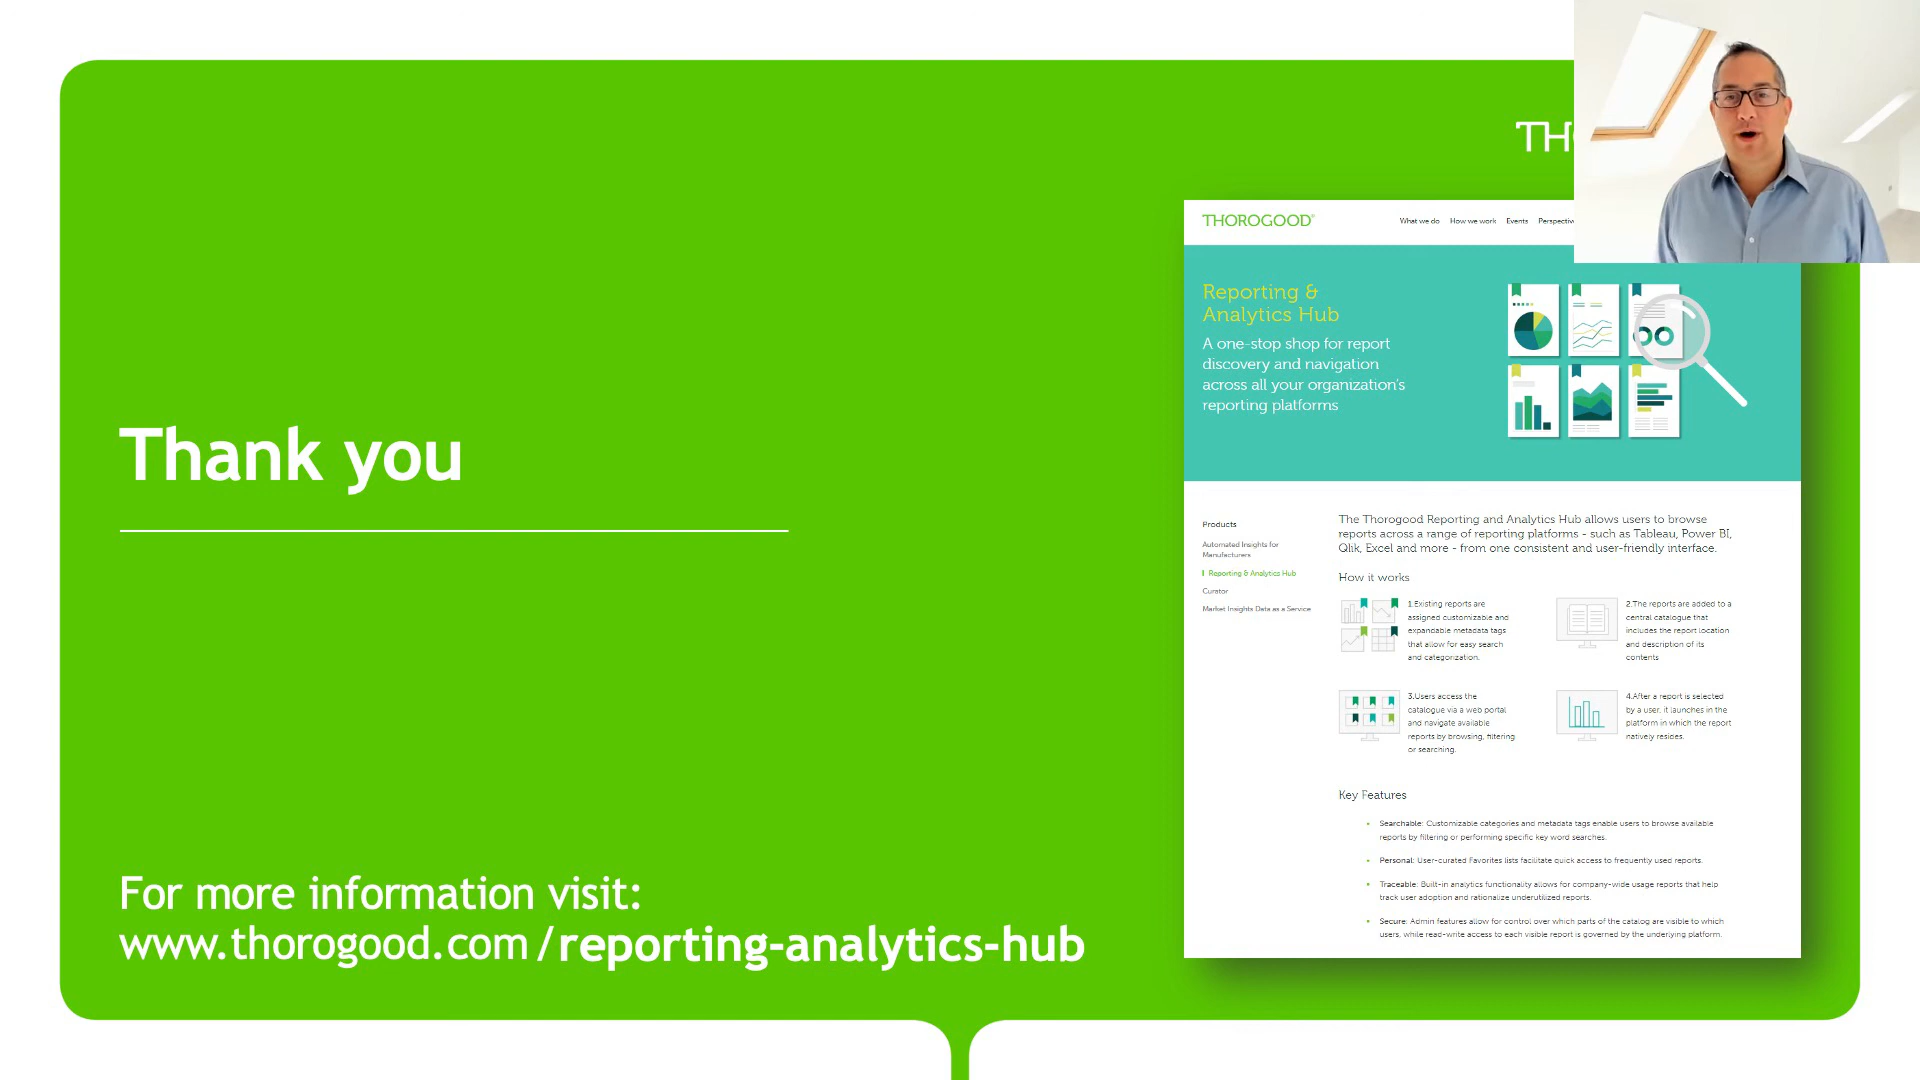 TH
THOROGOOD®
What we do How we work Events
Reporting &
Analytics Hub
A one-stop shop for report
discovery and navigation
across all your organization's
reporting platforms
Thank you
Products
Automated Insights for
Manufacturers
Reporting & Analytics Hub
Curator
Market Insights Data as a Service
The Thorogood Reporting and Analytics Hub allows users to browse
reports across a range of reporting platforms - such as Tableau, Power BI,
Qlik, Excel and more - from one consistent and user-friendly interface.
How it works
1.Existing reports are
assigned customizable and
expandable metadata tags
that allow for easy search
and categorization.
2.The reports are added to a
central catalogue that
includes the report location
and description of its
contents
3.Users access the
catalogue via a web portal
and navigate available
reports by browsing, filtering
or searching.
4.After a report is selected
by a user, it launches in the
platform in which the report
natively resides.
Key Features
Searchable: Customizable categories and metadata tags enable users to browse available
reports by filtering or performing specific key word searches.
Personal: User-curated Favorites lists facilitate quick access to frequently used reports.
Traceable: Built-in analytics functionality allows for company-wide usage reports that help
track user adoption and rationalize underutilized reports.
Secure: Admin features allow for control over which parts of the catalog are visible to which
users, while read-write access to each visible report is governed by the underlying platform.
For more information visit:
www.thorogood.com/reporting-analytics-hub